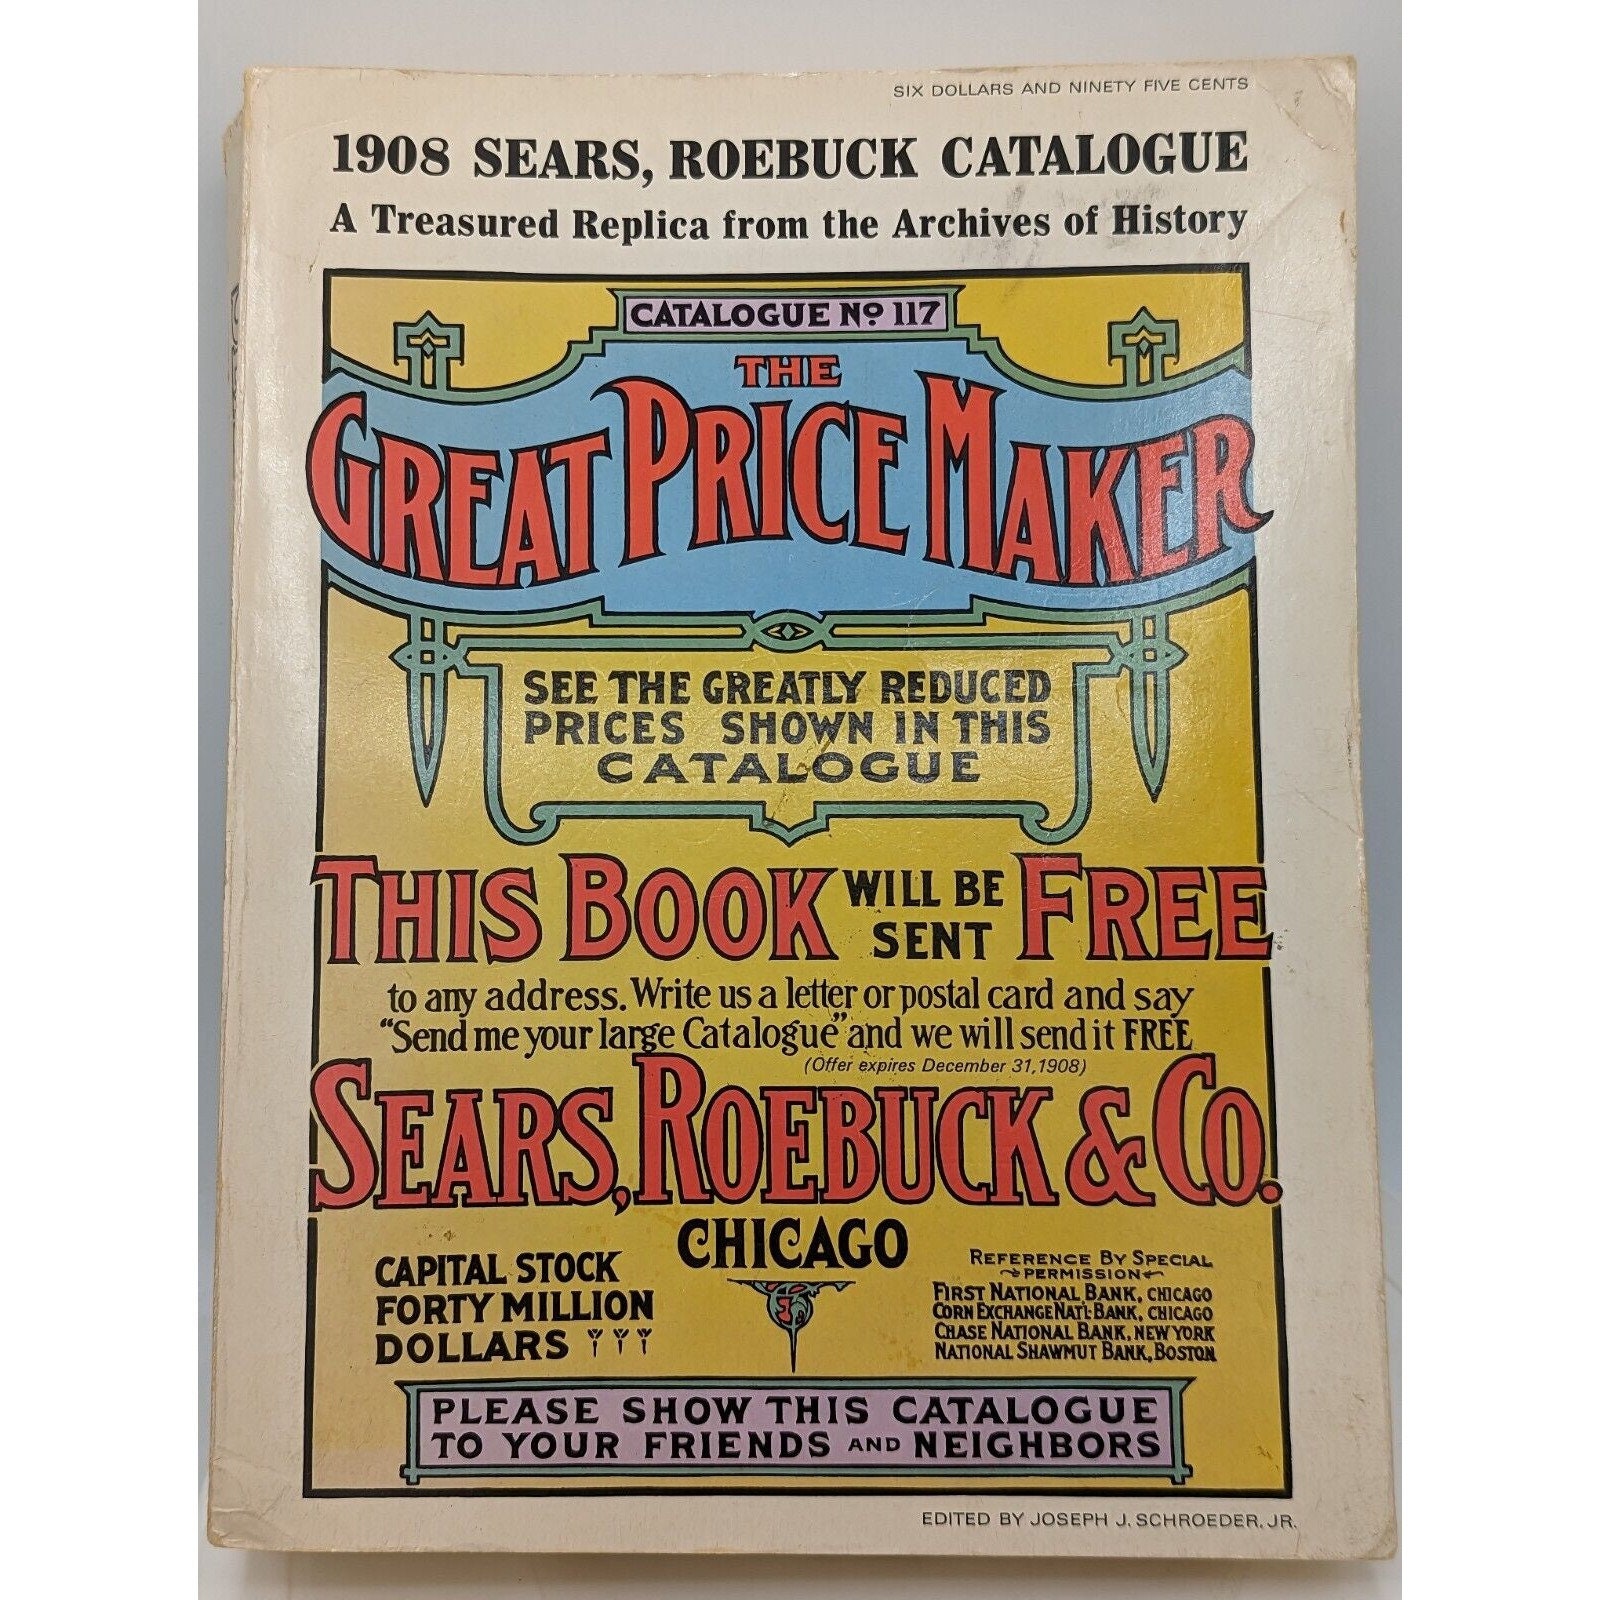 SIX DOLLARS AND NINETY FIVE CENTS
1908 SEARS, ROEBUCK CATALOGUE
A Treasured Replica from the Archives of History
CATALOGUE No 117
THE
GREAT PRICE MAKER
SEE THE GREATLY REDUCED
PRICES SHOWN IN THIS
CATALOGUE
THIS BOOK WILL BE SENT FREE
to any address. Write us a letter or postal card and say
"Send me your large Catalogue" and we will send it FREE
(Offer expires December 31, 1908)
SEARS, ROEBUCK & CO.
CHICAGO
CAPITAL STOCK
FORTY MILLION
DOLLARS
REFERENCE BY SPECIAL
PERMISSION
FIRST NATIONAL BANK, CHICAGO
CORN EXCHANGE NAT'L BANK, CHICAGO
CHASE NATIONAL BANK, NEW YORK
NATIONAL SHAWMUT BANK, BOSTON
PLEASE SHOW THIS CATALOGUE
TO YOUR FRIENDS AND NEIGHBORS
EDITED BY JOSEPH J. SCHROEDER, JR.